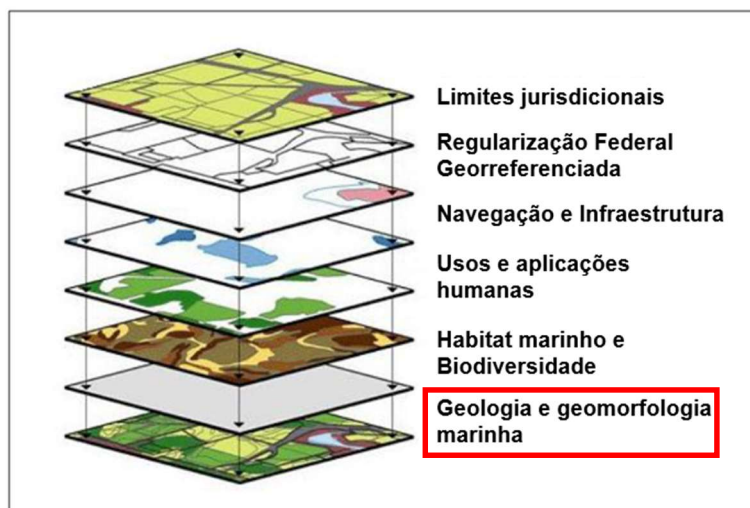 Limites jurisdicionais
Regularização Federal
Georreferenciada
Navegação e Infraestrutura
Usos e aplicações
humanas
Habitat marinho e
Biodiversidade
Geologia e geomorfologia
marinha